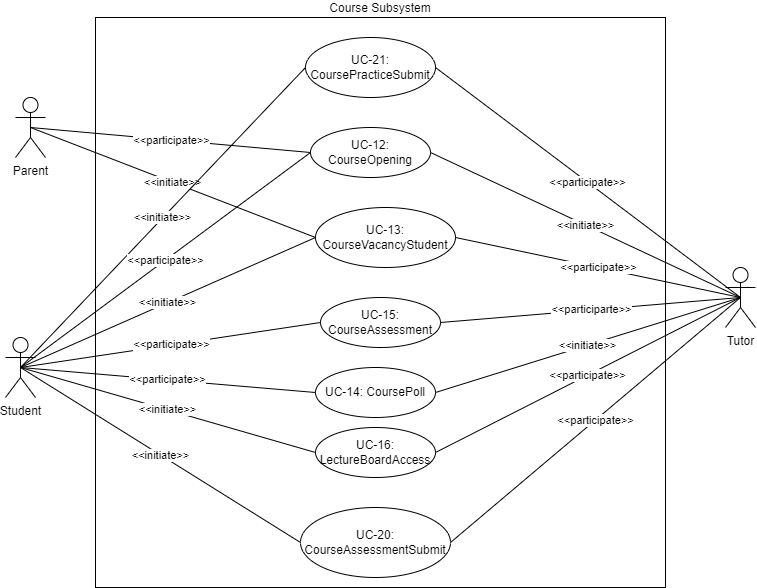 Course Subsystem
UC-21:
CoursePracticeSubmit
<<participate>>
UC-12:
CourseOpening
Parent
<<initiate>>
<<participate>>
<<initiate>>
<<initiate>>
UC-13:
CourseVacancyStudent
<<participate>>
<<participate>>
<<initiate>>
UC-15:
CourseAssessment
<<participarte>>
Tutor
<<participate>>
<<initiate>>
<<participate>>
<<participate>>
UC-14: CoursePoll
Student
<<initiate>>
<<participate>>
UC-16:
LectureBoardAccess
<<initiate>>
UC-20:
CourseAssessmentSubmit